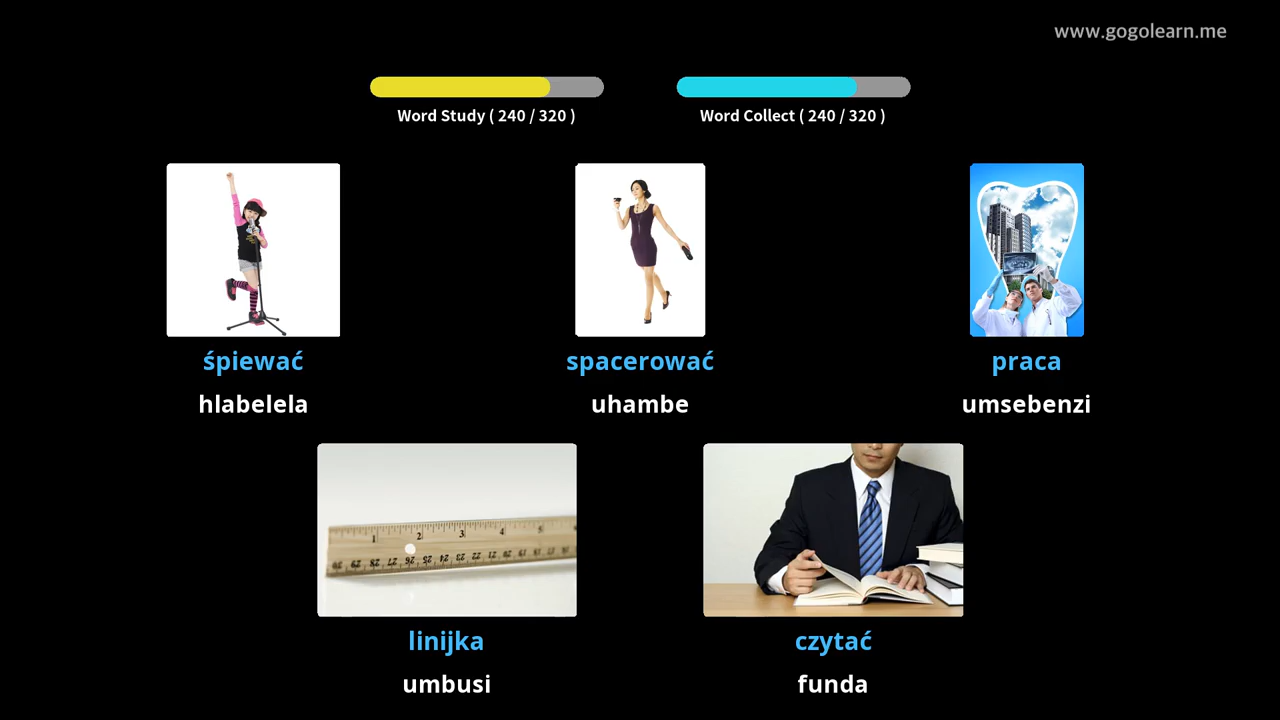 www.gogolearn.me
Word Study ( 240 / 320 )
Word Collect ( 240 / 320 )
śpiewać
hlabelela
spacerować
uhambe
praca
umsebenzi
linijka
umbusi
czytać
funda